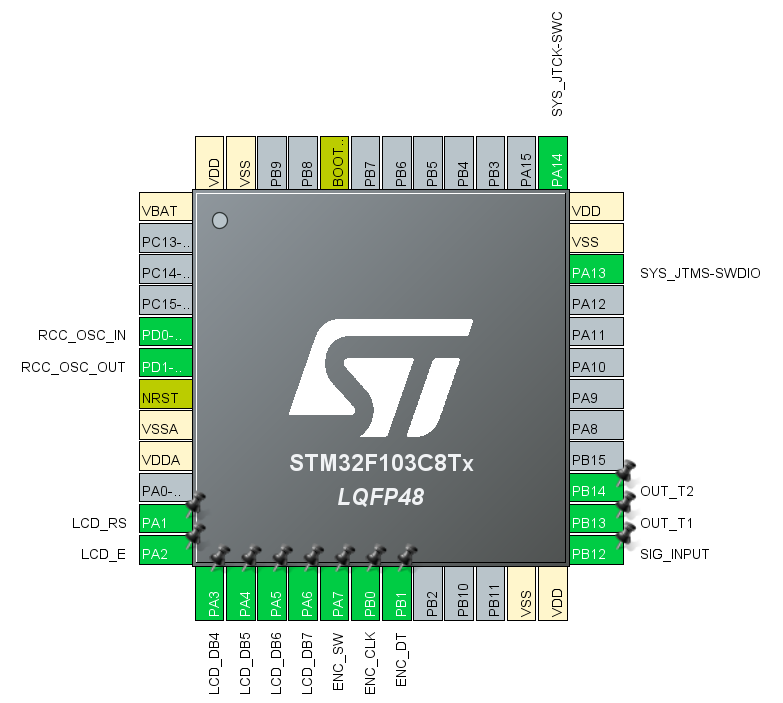 SYS_JTCK-SWC
VDD
VSS
PB9
PB8
BOOT..
PB7
PB6
PB5
PB4
PB3
PA15
PA14
VBAT
PC13-..
PC14-..
PC15-..
RCC_OSC_IN PD0-..
RCC_OSC_OUT PD1-..
NRST
VSSA
VDDA
PA0-..
LCD_RS PA1
LCD_E PA2
STM32F103C8Tx
LQFP48
VDD
VSS
PA13 SYS_JTMS-SWDIO
PA12
PA11
PA10
PA9
PA8
PB15
PB14 OUT_T2
PB13 OUT_T1
PB12 SIG_INPUT
PA3
PA4
PA5
PA6
PA7
PB0
PB1
PB2
PB10
PB11
VSS
VDD
LCD_DB4
LCD_DB5
LCD_DB6
LCD_DB7
ENC_SW
ENC_CLK
ENC_DT